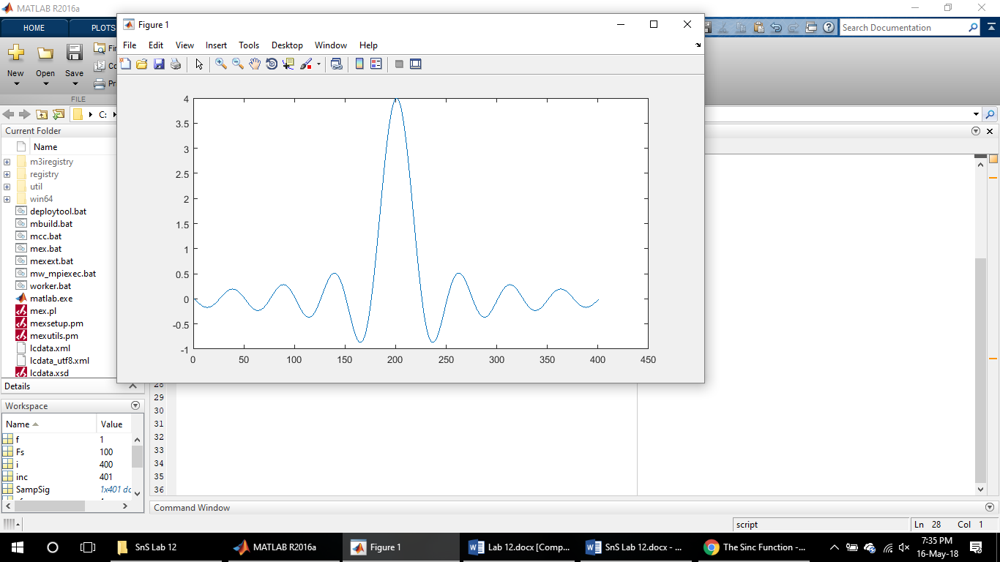 MATLAB R2016a
HOME
PLOTS
Search Documentation
New
Open
Save
Fin
Co
Pri
FILE
C:
Figure 1
File Edit View Insert Tools Desktop Window Help
4
3.5
3
2.5
2
1.5
1
0.5
0
-0.5
-1
0 50 100 150 200 250 300 350 400 450
Current Folder
Name
m3iregistry
registry
util
win64
deploytool.bat
mbuild.bat
mcc.bat
mex.bat
mexext.bat
mw_mpiexec.bat
worker.bat
matlab.exe
mex.pl
mexsetup.pm
mexutils.pm
lcdata.xml
lcdata_utf8.xml
lcdata.xsd
Details
Workspace
Name Value
f 1
Fs 100
i 400
inc 401
SampSig 1x401 do
28
29
30
31
32
33
34
35
36
Command Window
script
Ln 28 Col 1
SnS Lab 12
MATLAB R2016a
Figure 1
Lab 12.docx [Comp...
SnS Lab 12.docx - ...
The Sinc Function -...
7:35 PM
16-May-18